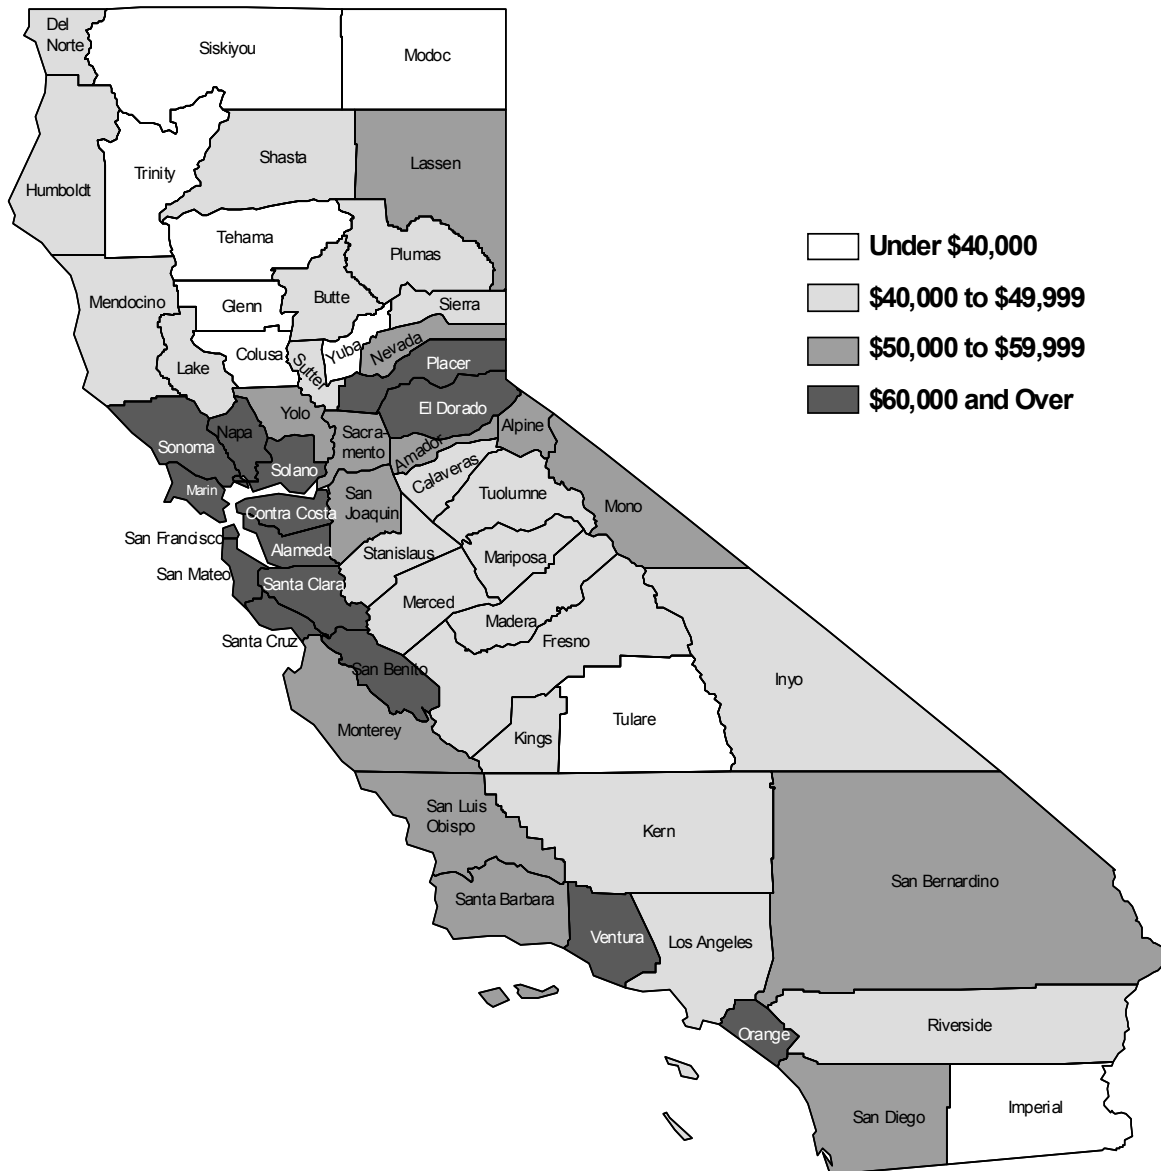 Del
Norte
Siskiyou
Modoc
Shasta
Lassen
Trinity
Humboldt
Tehama
Plumas
Under $40,000
$40,000 to $49,999
$50,000 to $59,999
$60,000 and Over
Mendocino
Glenn
Butte
Sierra
Lake
Colusa
Sutter
Yuba
Nevada
Placer
El Dorado
Yolo
Sacra-
mento
Amador
Alpine
Sonoma
Napa
Solano
Calaveras
Marin
San
Joaquin
Tuolumne
Mono
Contra Costa
San Francisco
Alameda
Stanislaus
Mariposa
San Mateo
Santa Clara
Merced
Madera
Santa Cruz
Fresno
San Benito
Inyo
Monterey
Kings
Tulare
San Luis
Obispo
Kern
San Bernardino
Santa Barbara
Ventura
Los Angeles
Orange
Riverside
San Diego
Imperial